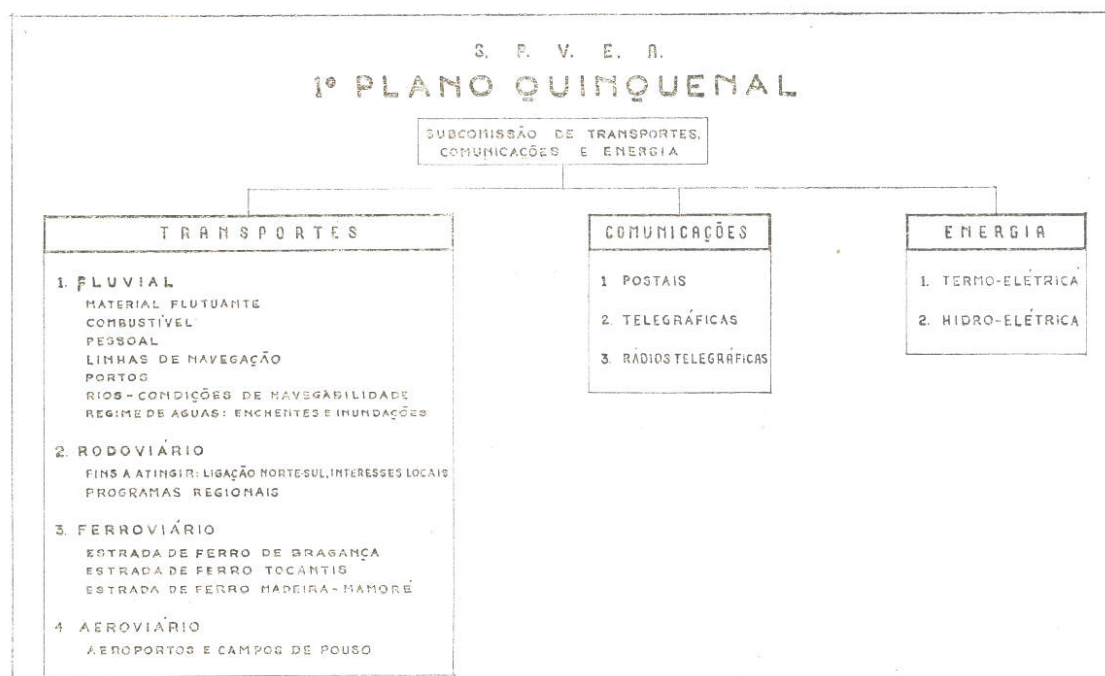 S. P. V. E. A.
1º PLANO QUINQUENAL
SUBCOMISSÃO DE TRANSPORTES,
COMUNICAÇÕES E ENERGIA
TRANSPORTES
1. FLUVIAL
MATERIAL FLUTUANTE
COMBUSTÍVEL
PESSOAL
LINHAS DE NAVEGAÇÃO
PORTOS
RIOS - CONDIÇÕES DE NAVEGABILIDADE
REGIME DE AGUAS: ENCHENTES E INUNDAÇÕES
2. RODOVIÁRIO
FINS A ATINGIR: LIGAÇÃO NORTE-SUL, INTERESSES LOCAIS
PROGRAMAS REGIONAIS
3. FERROVIÁRIO
ESTRADA DE FERRO DE BRAGANÇA
ESTRADA DE FERRO TOCANTIS
ESTRADA DE FERRO MADEIRA - MAMORÉ
4 AEROVIÁRIO
AEROPORTOS E CAMPOS DE POUSO
COMUNICAÇÕES
1 POSTAIS
2. TELEGRÁFICAS
3. RÁDIOS TELEGRÁFICAS
ENERGIA
1. TERMO-ELÉTRICA
2. HIDRO-ELÉTRICA